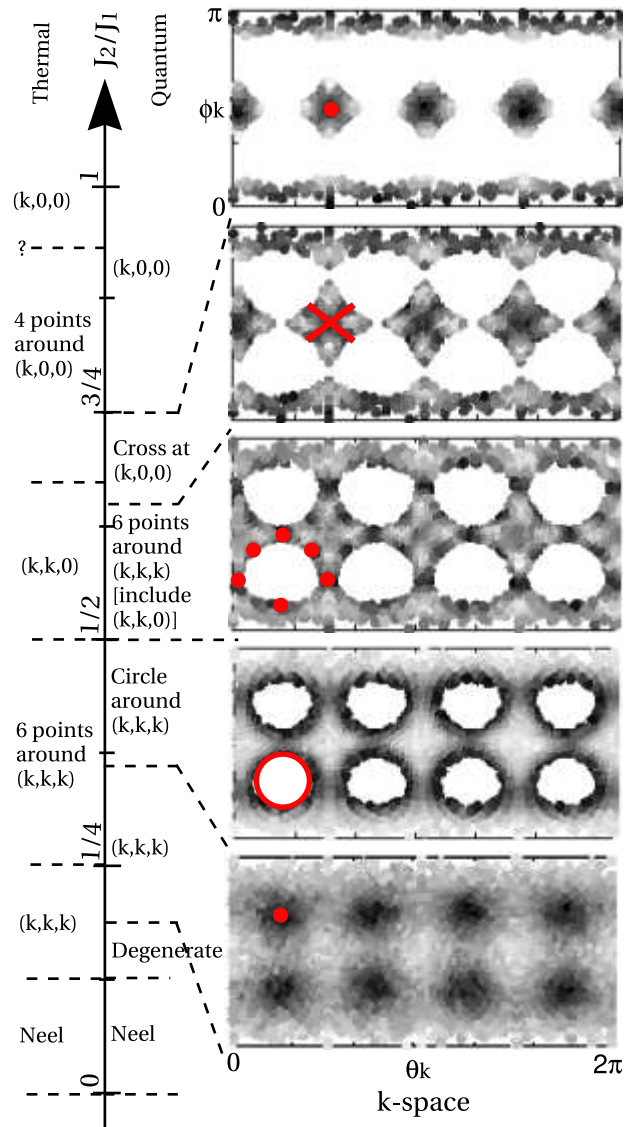 Thermal
J2/J1
Quantum
π
ϕk
0
1
(k,0,0)
?
(k,0,0)
4 points
around
(k,0,0)
3/4
Cross at
(k,0,0)
6 points
around
(k,k,k)
[include
(k,k,0)]
(k,k,0)
1/2
Circle
around
(k,k,k)
6 points
around
(k,k,k)
1/4
(k,k,k)
(k,k,k)
Degenerate
Neel
Neel
0
0
θk
2π
k-space